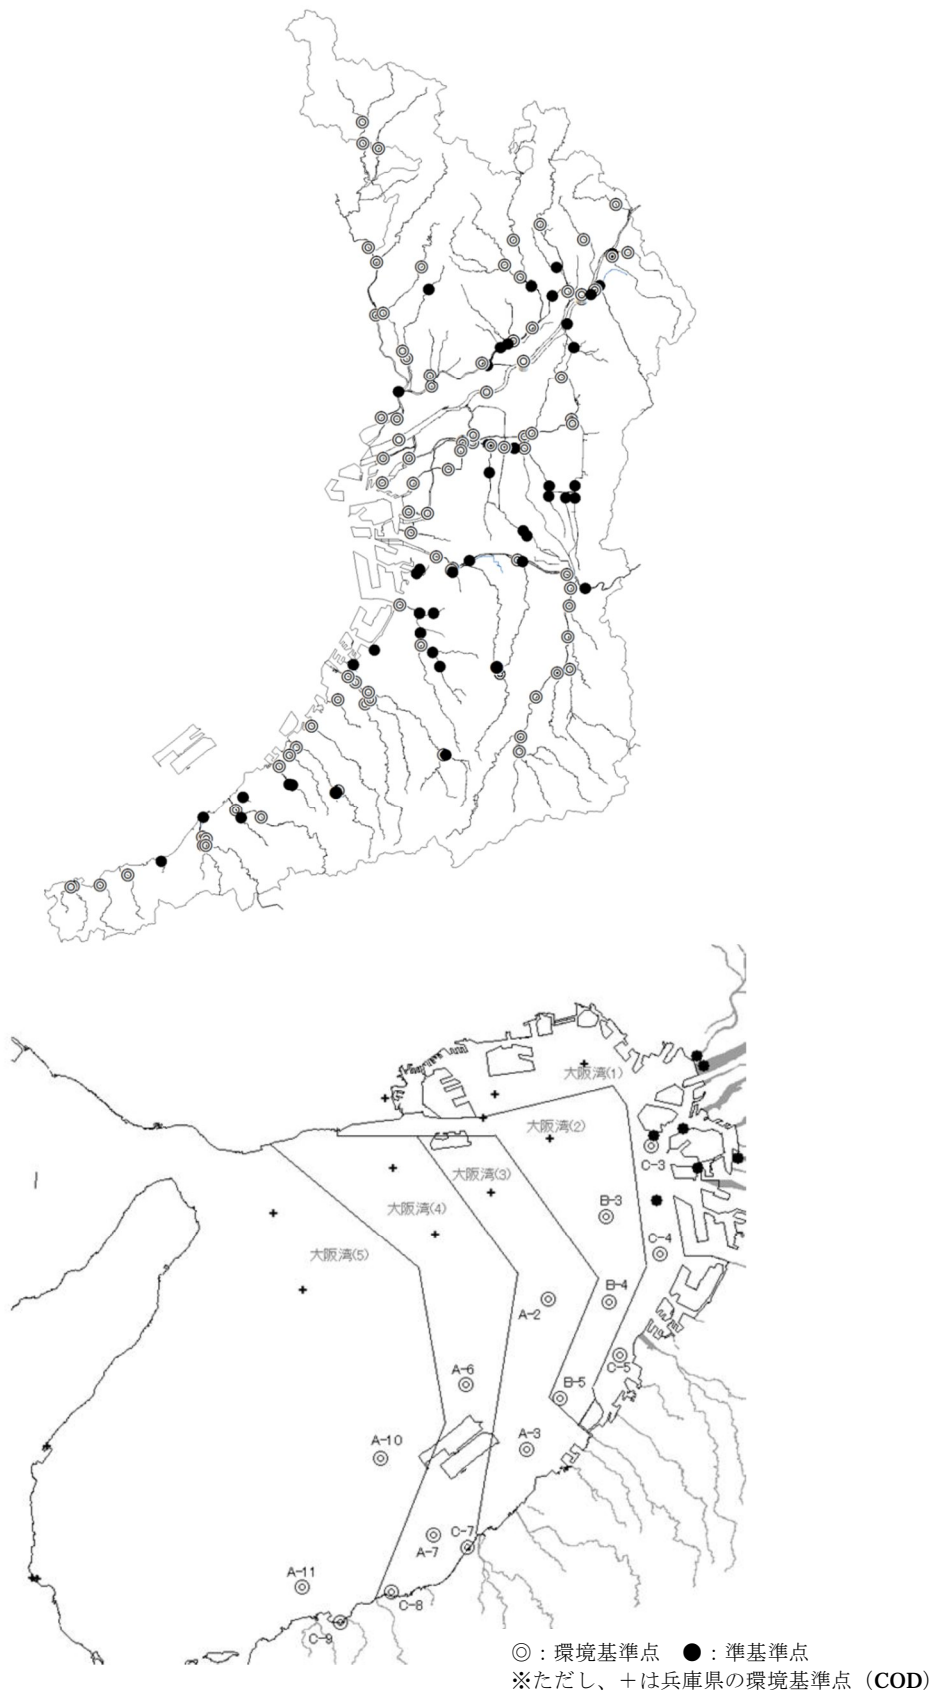 大阪湾(1)
大阪湾(2)
C-3
大阪湾(3)
B-3
大阪湾(4)
C-4
大阪湾(5)
B-4
A-2
C-5
A-6
B-5
A-10
A-3
C-7
A-7
A-11
C-8
C-9
◎：環境基準点　●：準基準点
※ただし、＋は兵庫県の環境基準点（COD）